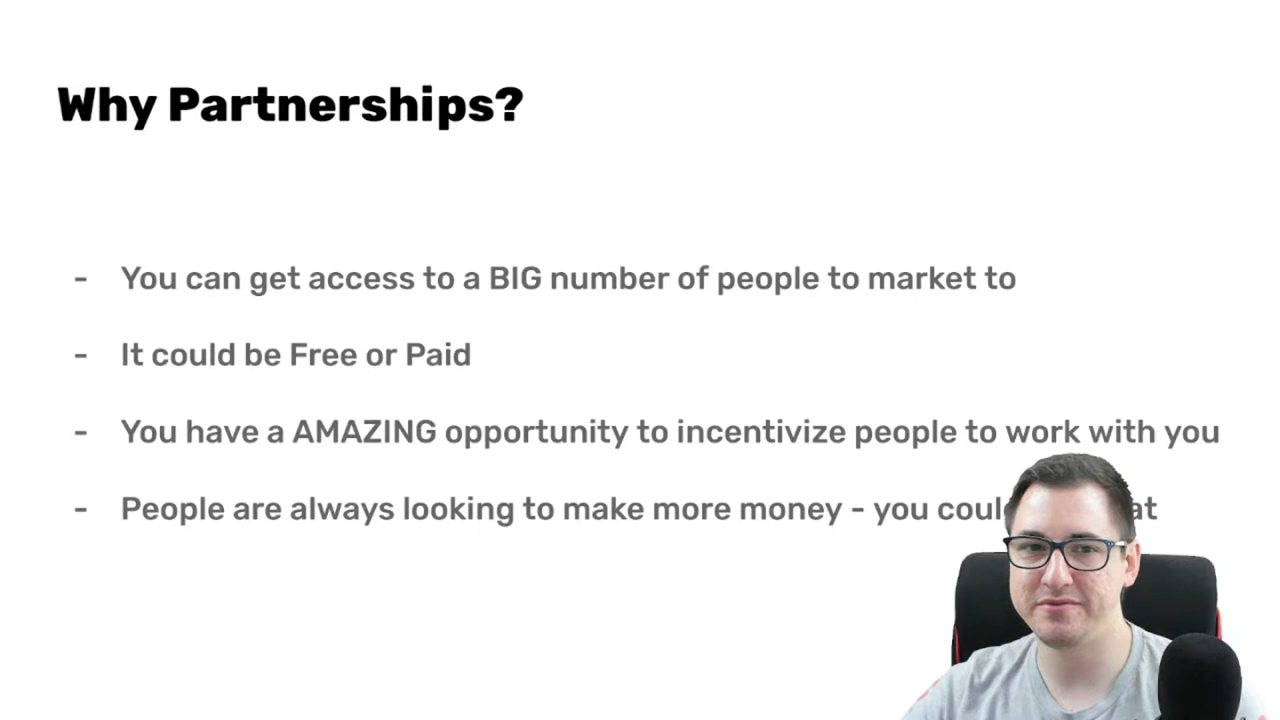 Why Partnerships?
- You can get access to a BIG number of people to market to
- It could be Free or Paid
- You have a AMAZING opportunity to incentivize people to work with you
- People are always looking to make more money - you could